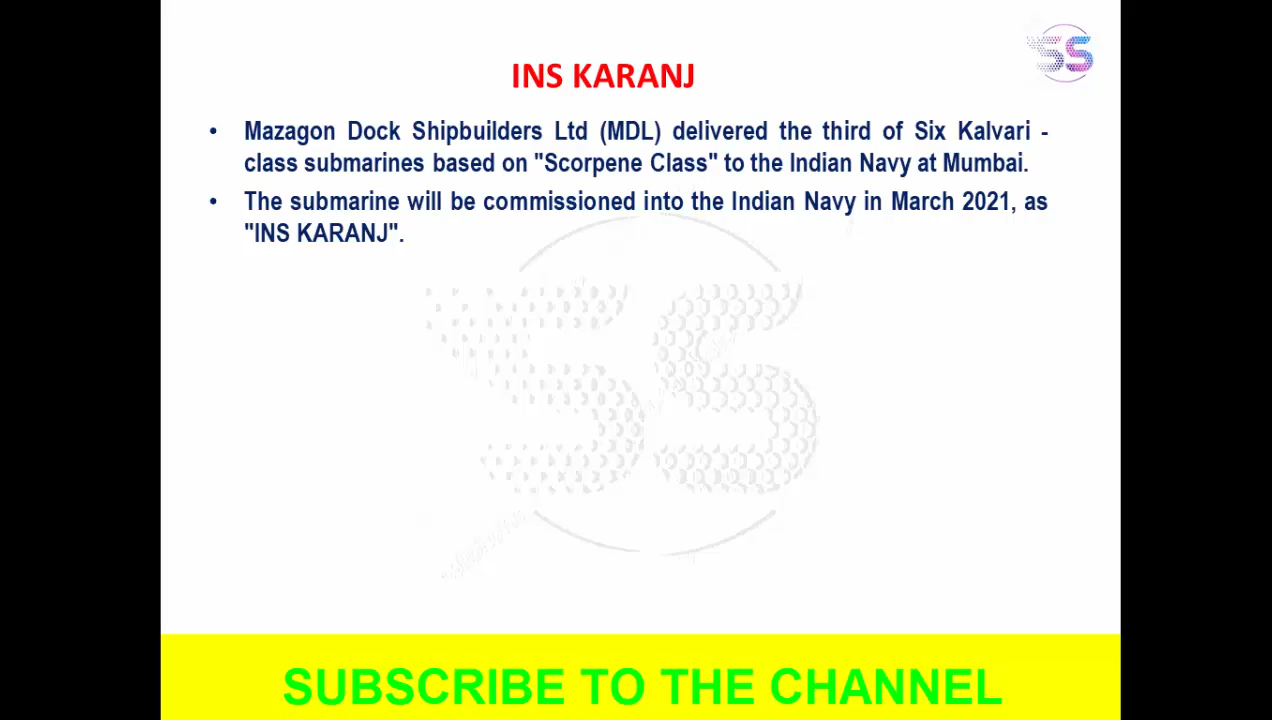 INS KARANJ
• Mazagon Dock Shipbuilders Ltd (MDL) delivered the third of Six Kalvari -
class submarines based on "Scorpene Class" to the Indian Navy at Mumbai.
• The submarine will be commissioned into the Indian Navy in March 2021, as
"INS KARANJ".
SUBSCRIBE TO THE CHANNEL